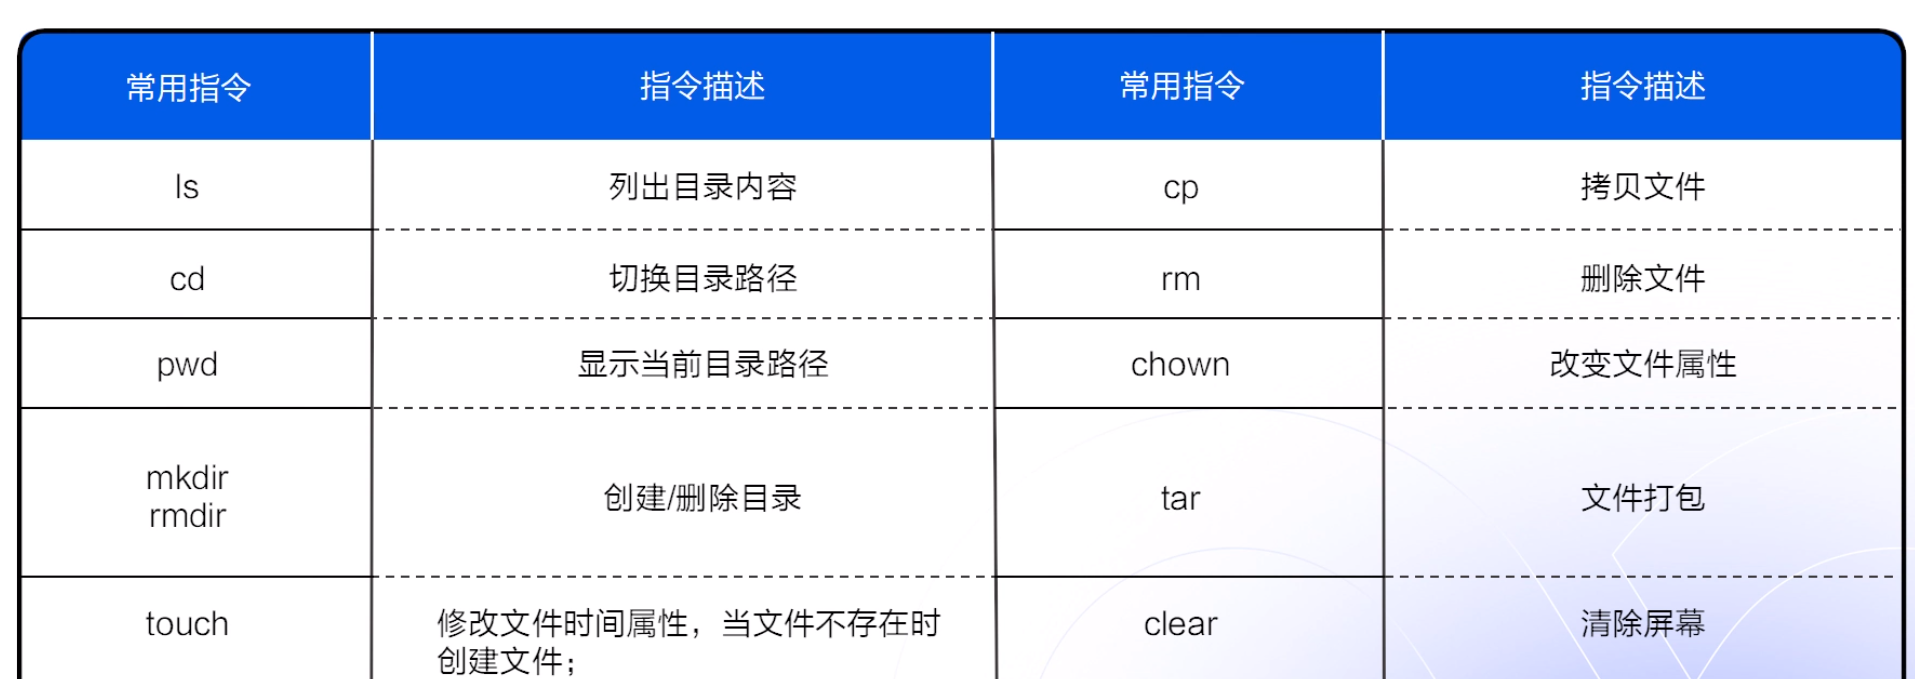 常用指令 指令描述 常用指令 指令描述
ls 列出目录内容 cp 拷贝文件
cd 切换目录路径 rm 删除文件
pwd 显示当前目录路径 chown 改变文件属性
mkdir
rmdir 创建/删除目录 tar 文件打包
touch 修改文件时间属性，当文件不存在时 clear 清除屏幕
创建文件；